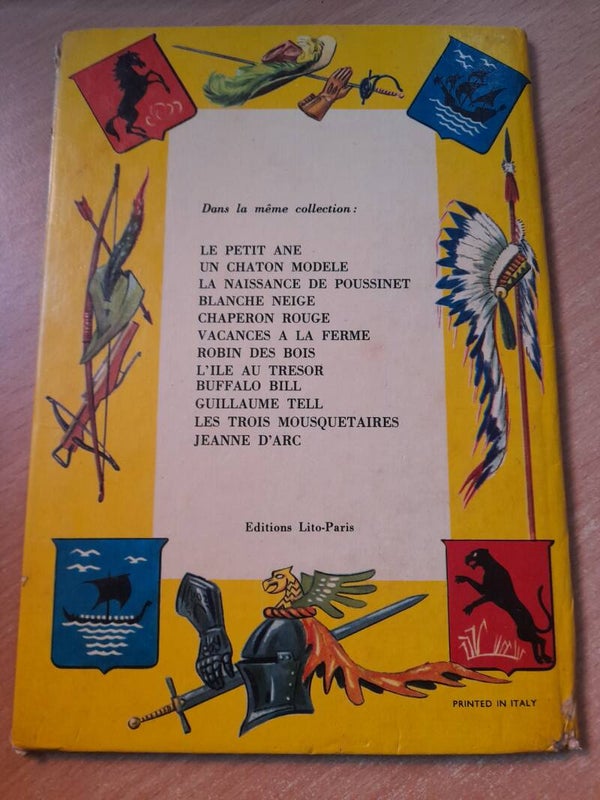 Dans la même collection :
LE PETIT ANE
UN CHATON MODELE
LA NAISSANCE DE POUSSINET
BLANCHE NEIGE
CHAPERON ROUGE
VACANCES A LA FERME
ROBIN DES BOIS
L'ILE AU TRESOR
BUFFALO BILL
GUILLAUME TELL
LES TROIS MOUSQUETAIRES
JEANNE D'ARC
Editions Lito-Paris
PRINTED IN ITALY